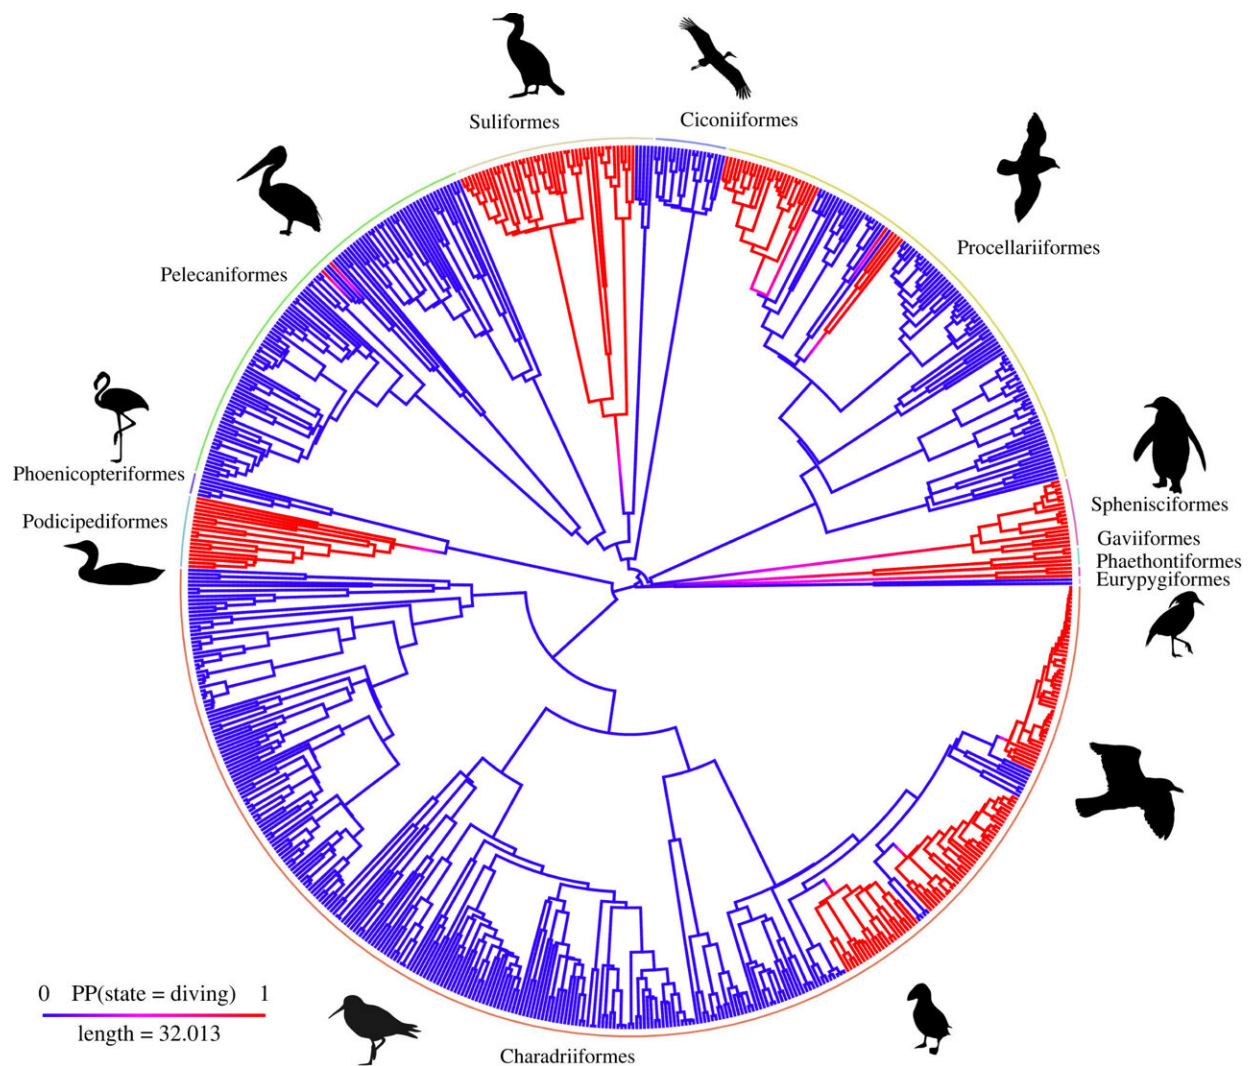 Suliformes
Ciconiiformes
Procellariiformes
Pelecaniformes
Phoenicopteriformes
Podicipediformes
Sphenisciformes
Gaviiformes
Phaethontiformes
Eurypygiformes
0 PP(state = diving) 1
length = 32.013
Charadriiformes